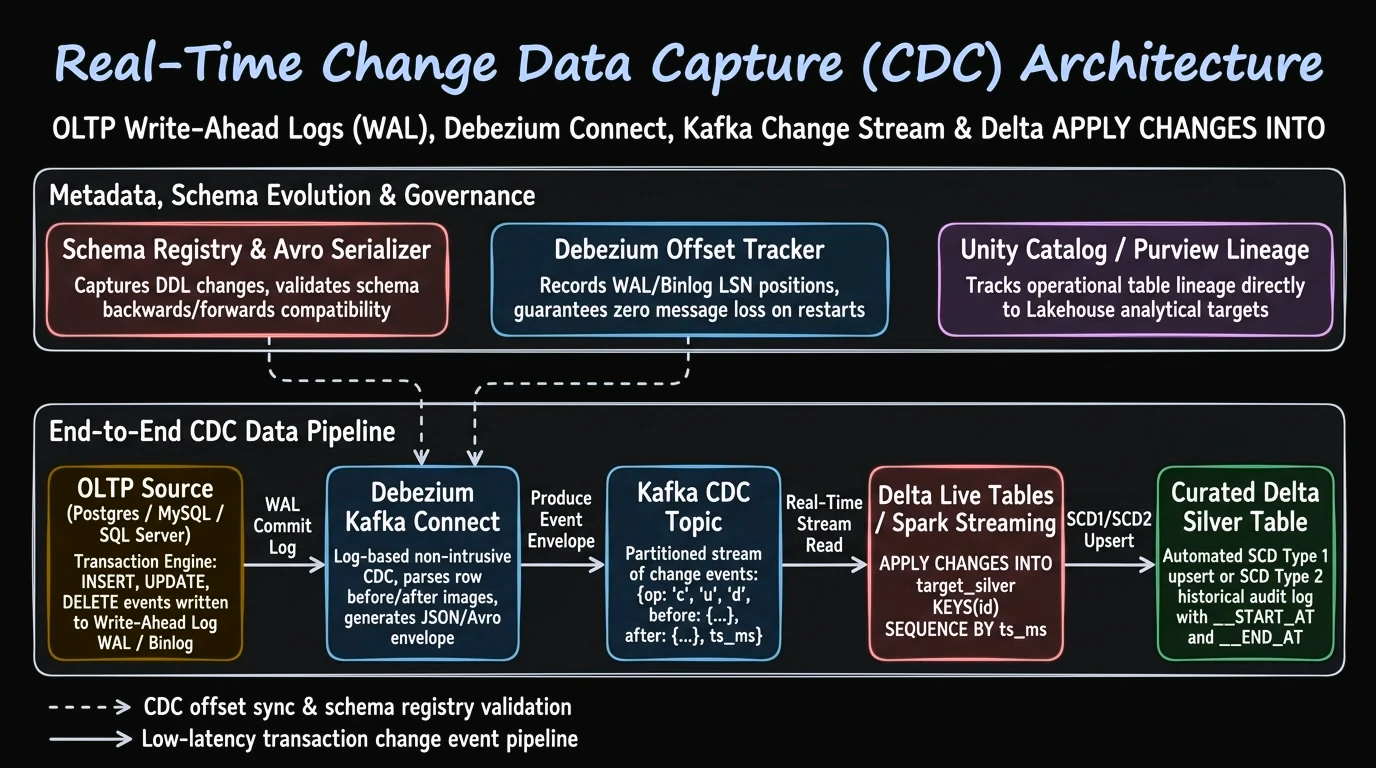 Real-Time Change Data Capture (CDC) Architecture
OLTP Write-Ahead Logs (WAL), Debezium Connect, Kafka Change Stream & Delta APPLY CHANGES INTO
Metadata, Schema Evolution & Governance
Schema Registry & Avro Serializer
Captures DDL changes, validates schema
backwards/forwards compatibility
Debezium Offset Tracker
Records WAL/Binlog LSN positions,
guarantees zero message loss on restarts
Unity Catalog / Purview Lineage
Tracks operational table lineage directly
to Lakehouse analytical targets
End-to-End CDC Data Pipeline
OLTP Source
(Postgres / MySQL /
SQL Server)
Transaction Engine:
INSERT, UPDATE,
DELETE events written
to Write-Ahead Log
WAL / Binlog
WAL
Commit
Log
Debezium
Kafka Connect
Log-based non-intrusive
CDC, parses row
before/after images,
generates JSON/Avro
envelope
Produce
Event
Envelope
Kafka CDC
Topic
Partitioned stream
of change events:
{op: 'c', 'u', 'd',
before: {...},
after: {...}, ts_ms}
Real-Time
Stream
Read
Delta Live Tables
/ Spark Streaming
APPLY CHANGES INTO
target_silver
KEYS(id)
SEQUENCE BY ts_ms
SCD1/SCD2
Upsert
Curated Delta
Silver Table
Automated SCD Type 1
upsert or SCD Type 2
historical audit log
with __START_AT
and __END_AT
CDC offset sync & schema registry validation
Low-latency transaction change event pipeline